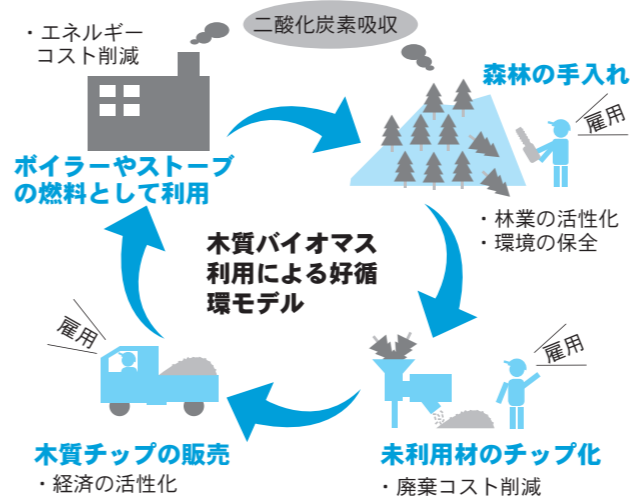 ・エネルギー
コスト削減
二酸化炭素吸収
森林の手入れ
雇用
・林業の活性化
・環境の保全
ボイラーやストーブ
の燃料として利用
木質バイオマス
利用による好循
環モデル
雇用
雇用
木質チップの販売
・経済の活性化
未利用材のチップ化
・廃棄コスト削減